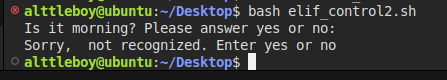 alttleboy@ubuntu:~/Desktop$ bash elif_control2.sh
Is it morning? Please answer yes or no:
Sorry,  not recognized. Enter yes or no
alttleboy@ubuntu:~/Desktop$